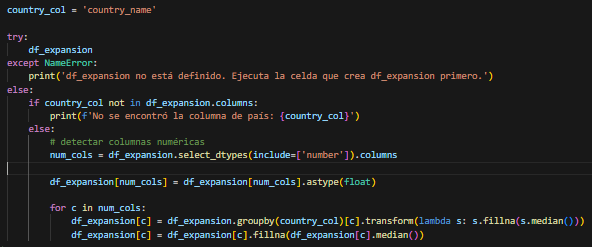 country_col = 'country_name'
try:
    df_expansion
except NameError:
    print('df_expansion no está definido. Ejecuta la celda que crea df_expansion primero.')
else:
    if country_col not in df_expansion.columns:
        print(f'No se encontró la columna de país: {country_col}')
    else:
        # detectar columnas numéricas
        num_cols = df_expansion.select_dtypes(include=['number']).columns
        df_expansion[num_cols] = df_expansion[num_cols].astype(float)
        for c in num_cols:
            df_expansion[c] = df_expansion.groupby(country_col)[c].transform(lambda s: s.fillna(s.median()))
            df_expansion[c] = df_expansion[c].fillna(df_expansion[c].median())